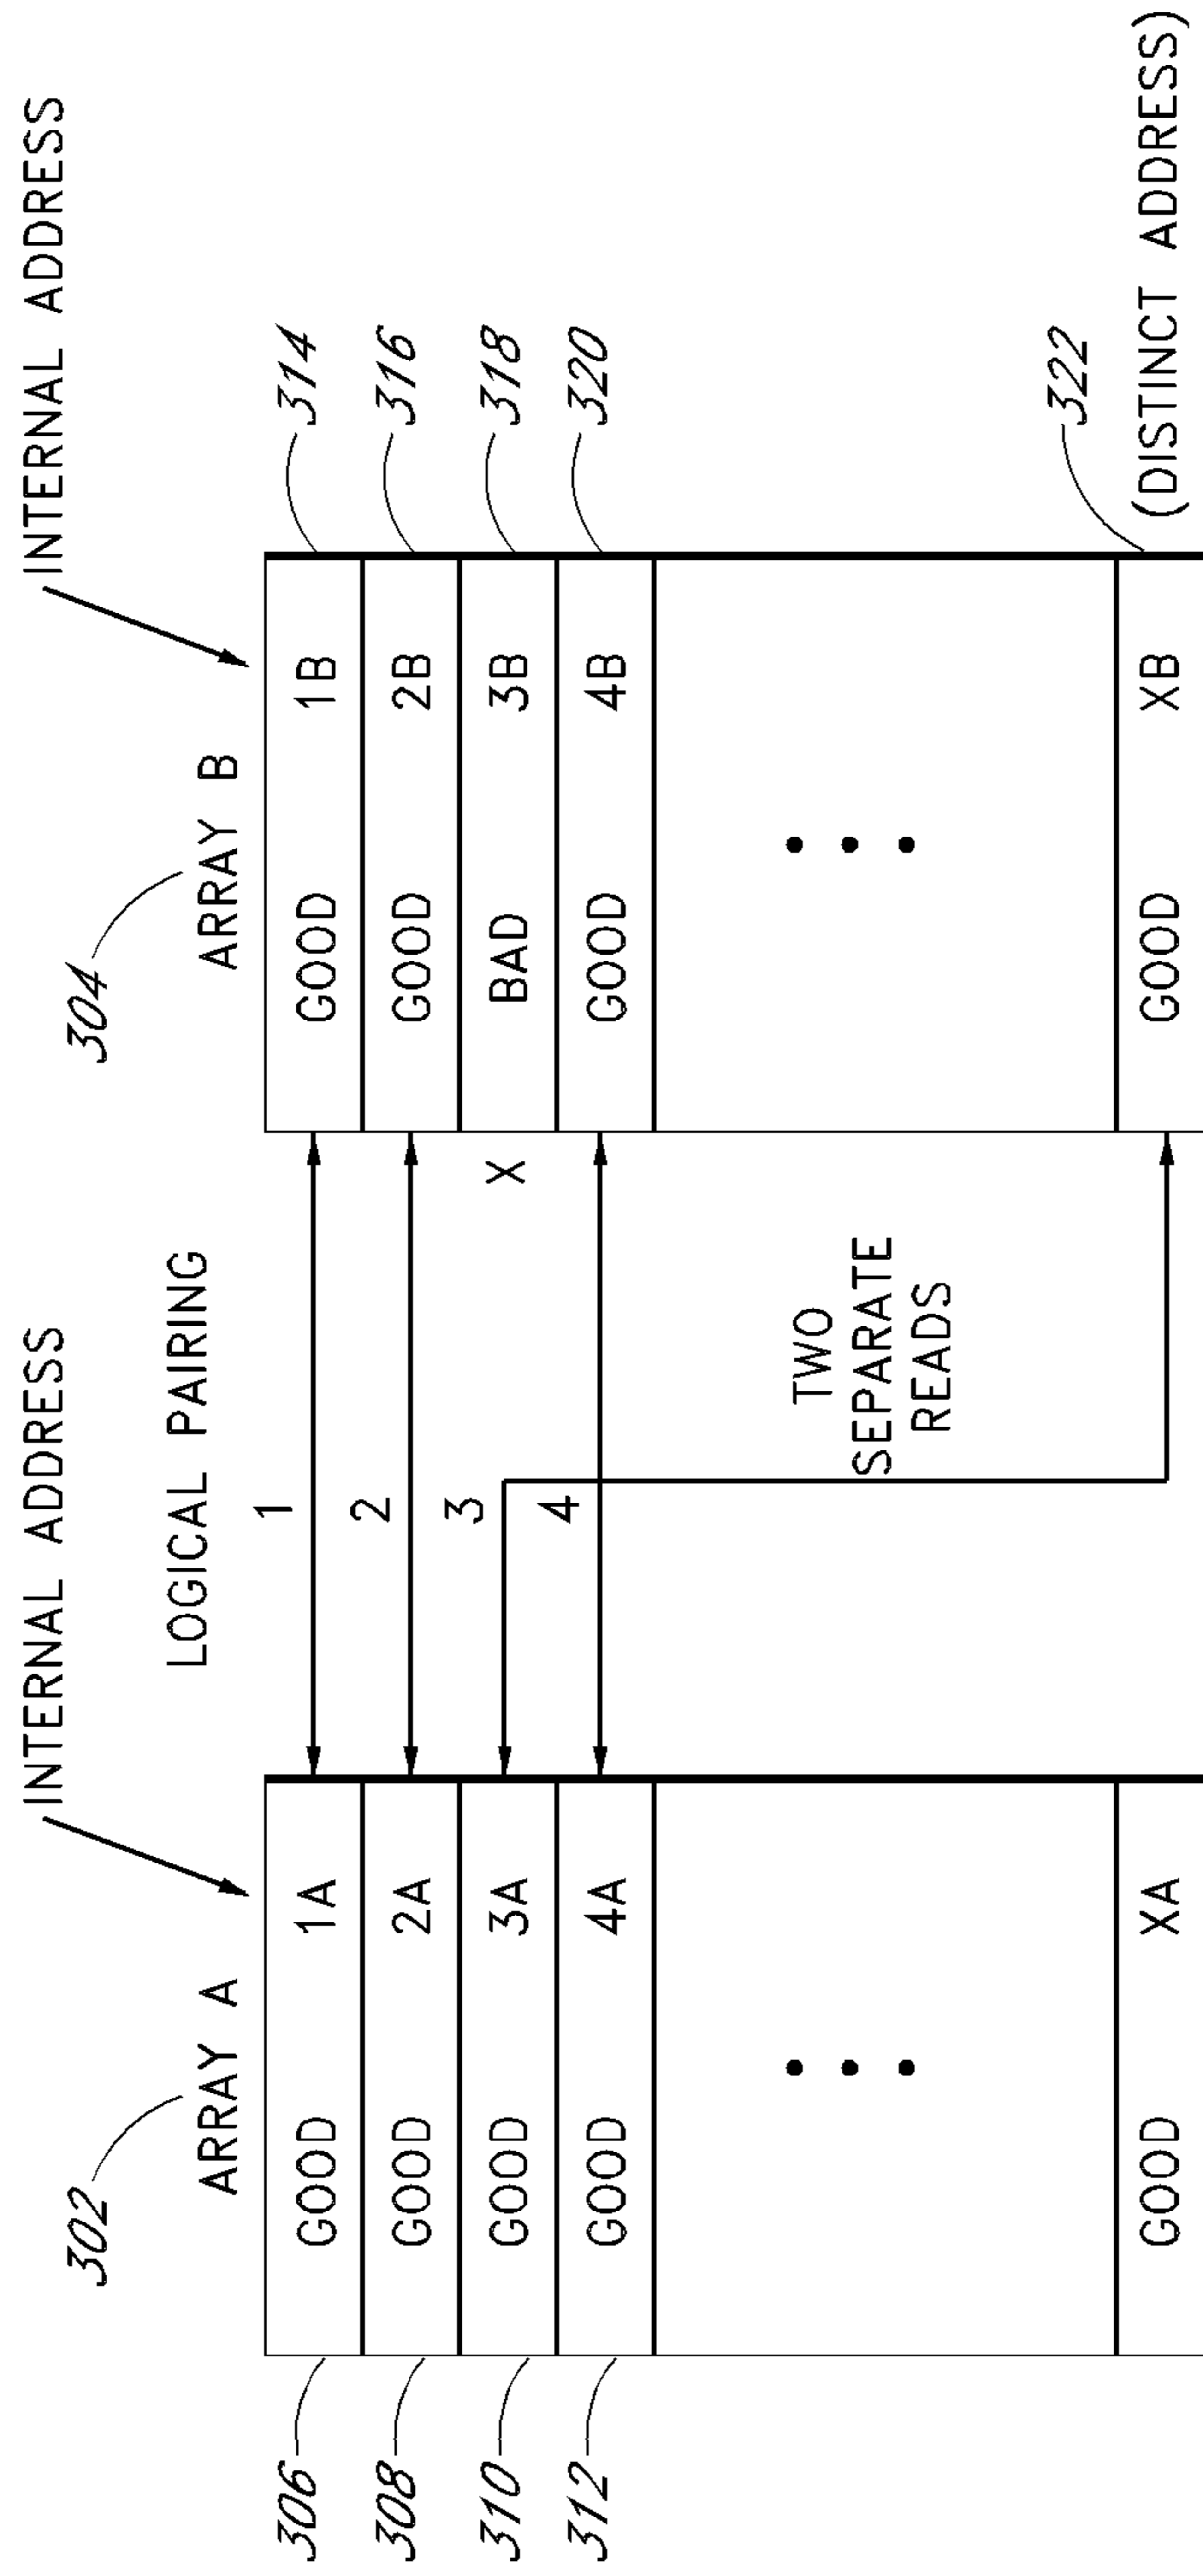 INTERNAL ADDRESS
INTERNAL ADDRESS
302
304
ARRAY A
LOGICAL PAIRING
ARRAY B
306
GOOD 1A
1
GOOD 1B
314
308
GOOD 2A
2
GOOD 2B
316
310
GOOD 3A
3
X
BAD 3B
318
312
GOOD 4A
4
GOOD 4B
320
TWO
SEPARATE
READS
322
GOOD XA
GOOD XB
(DISTINCT ADDRESS)